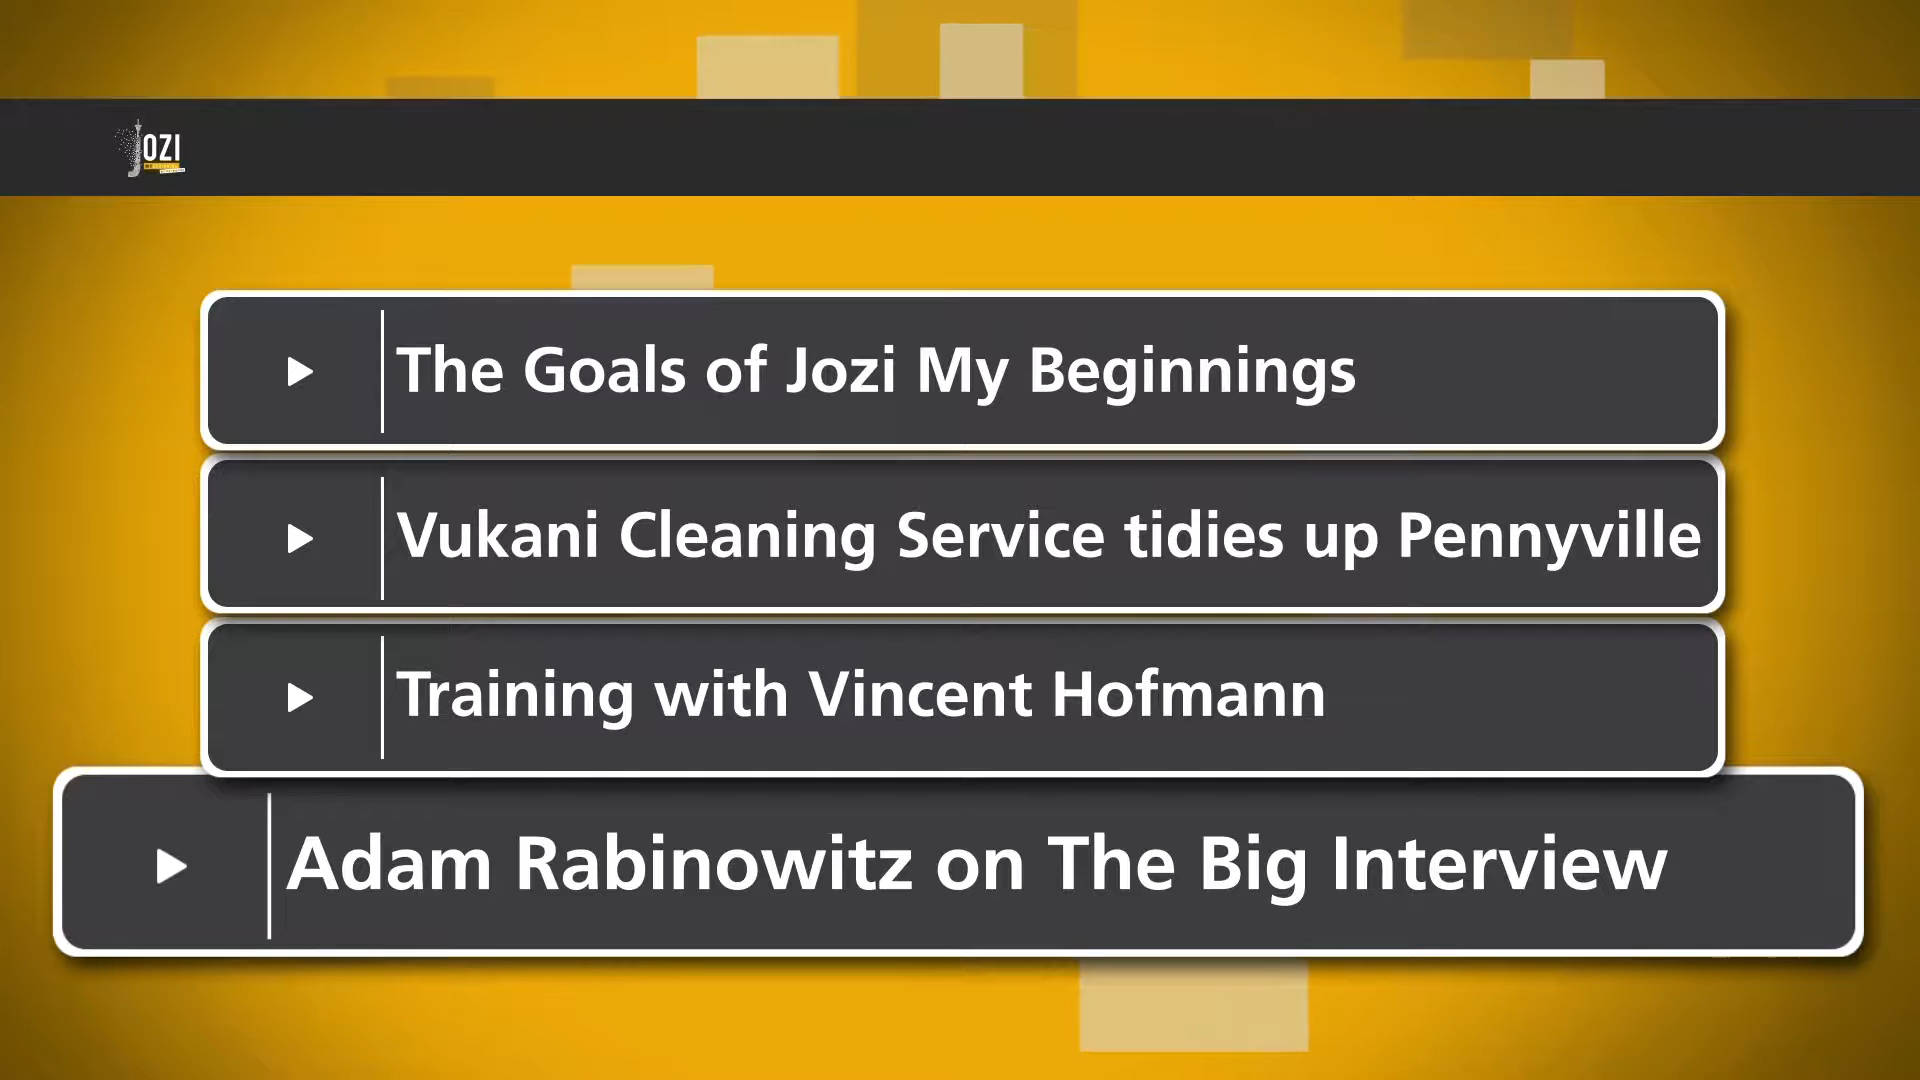 JOZI
The Goals of Jozi My Beginnings
Vukani Cleaning Service tidies up Pennyville
Training with Vincent Hofmann
Adam Rabinowitz on The Big Interview